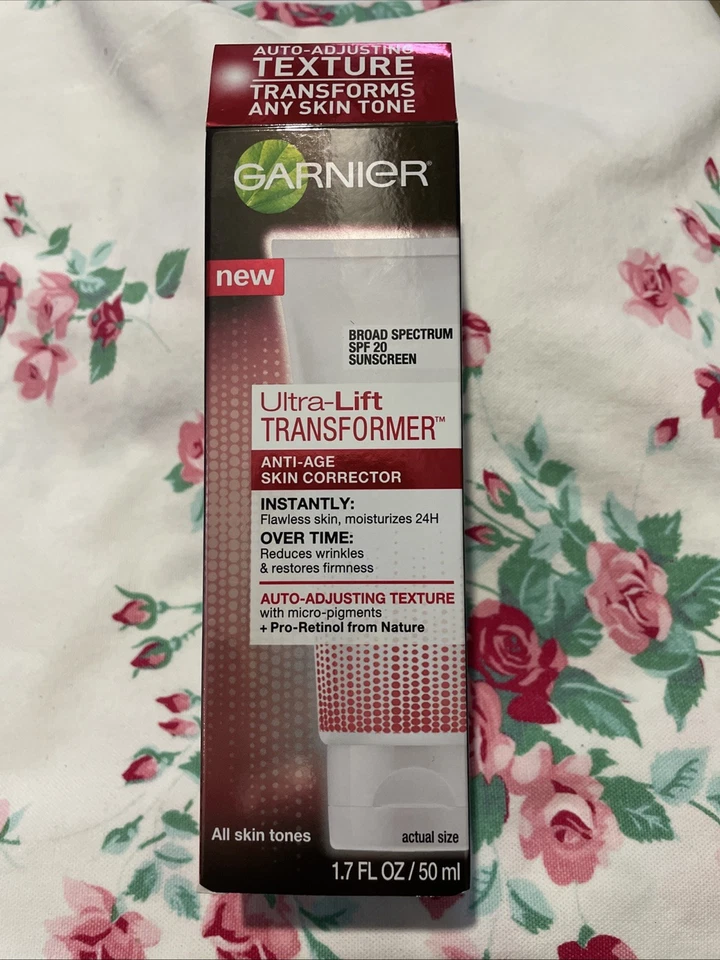 AUTO-ADJUSTING
TEXTURE
TRANSFORMS
ANY SKIN TONE
GARNIER®
new
BROAD SPECTRUM
SPF 20
SUNSCREEN
Ultra-Lift
TRANSFORMER™
ANTI-AGE
SKIN CORRECTOR
INSTANTLY:
Flawless skin, moisturizes 24H
OVER TIME:
Reduces wrinkles
& restores firmness
AUTO-ADJUSTING TEXTURE
with micro-pigments
+ Pro-Retinol from Nature
All skin tones
actual size
1.7 FL OZ / 50 ml